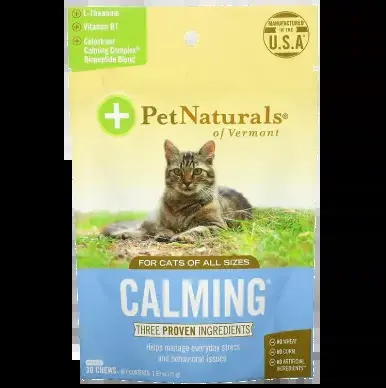 + L-Theanine
+ Vitamin B1
+ Colostrum
Calming Complex®
Biopeptide Blend
MANUFACTURED
IN THE
U.S.A
+ PetNaturals®
of Vermont
FOR CATS OF ALL SIZES
CALMING
THREE PROVEN INGREDIENTS
Helps manage everyday stress
and behavioral issues
NO WHEAT
NO CORN
NO ARTIFICIAL
INGREDIENTS
30 CHEWS